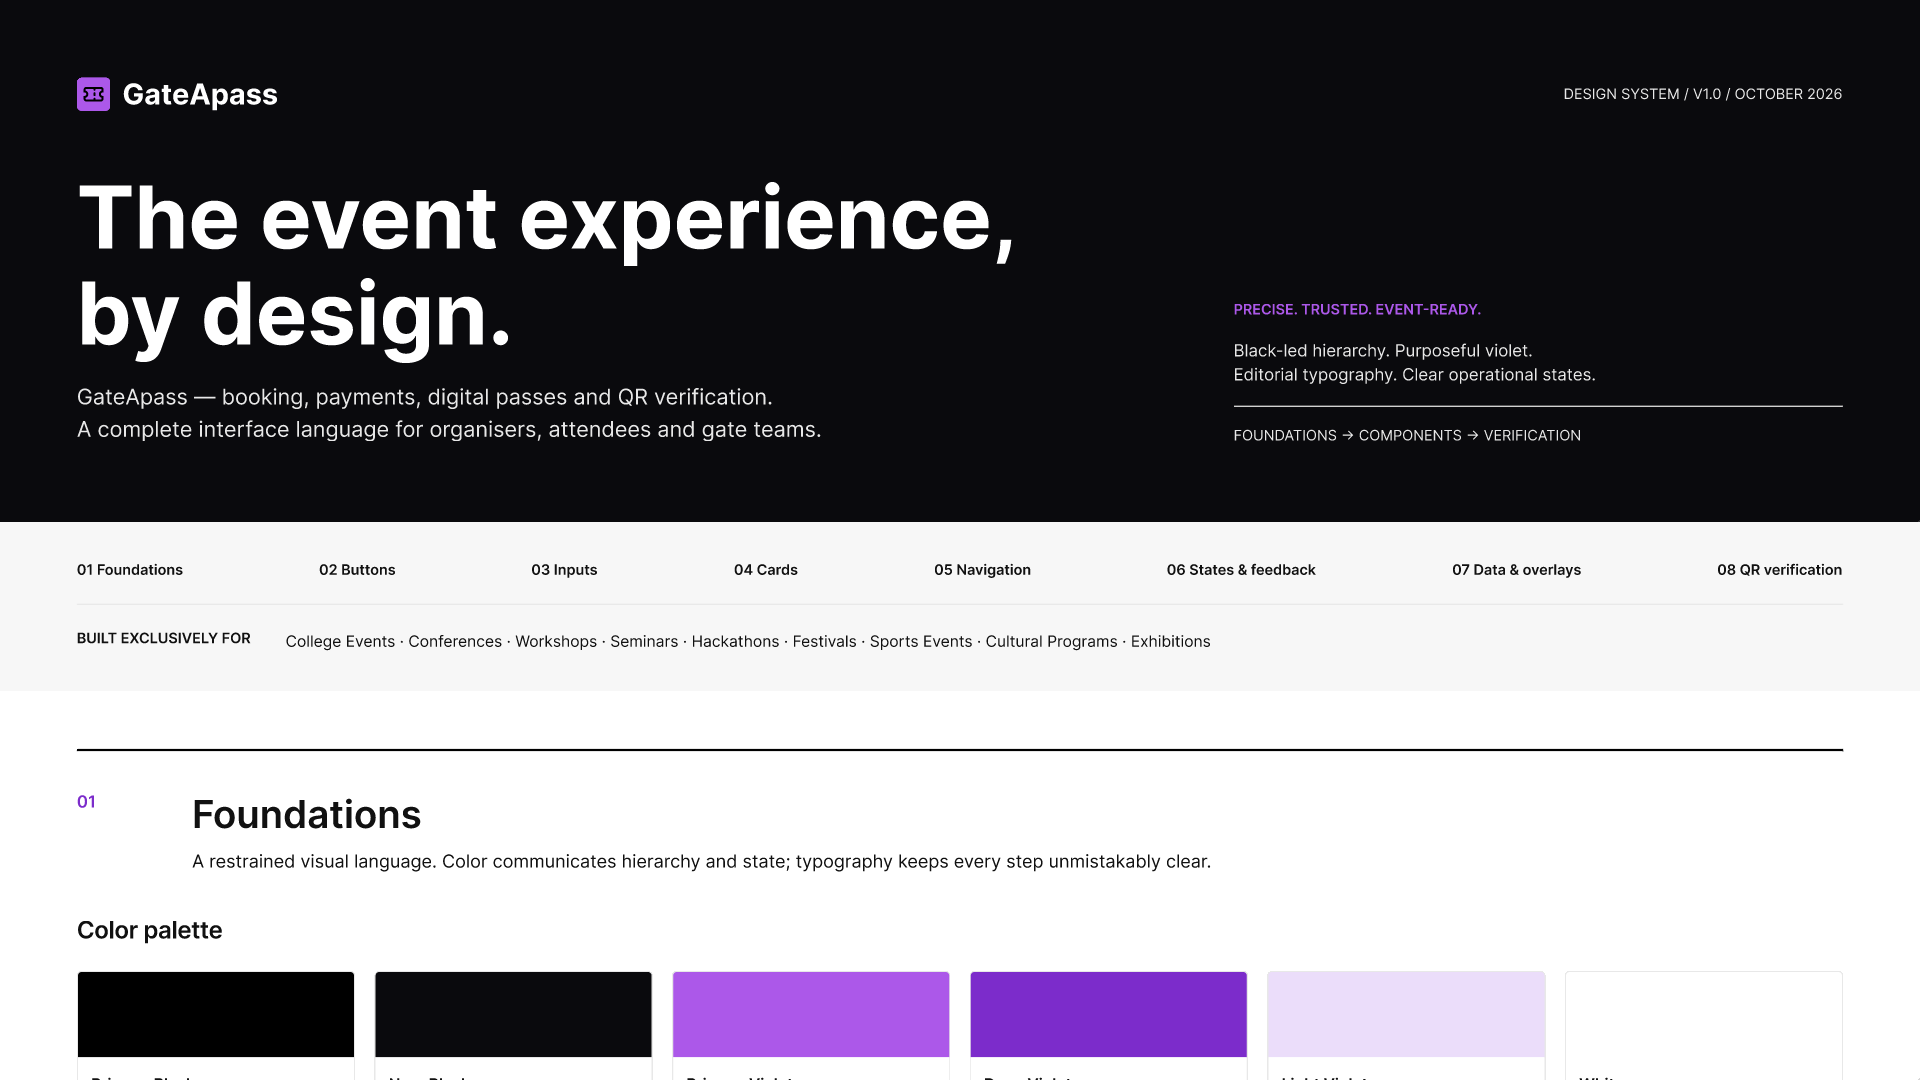 GateApass
DESIGN SYSTEM / V1.0 / OCTOBER 2026
The event experience,
by design.
GateApass — booking, payments, digital passes and QR verification.
A complete interface language for organisers, attendees and gate teams.
PRECISE. TRUSTED. EVENT-READY.
Black-led hierarchy. Purposeful violet.
Editorial typography. Clear operational states.
FOUNDATIONS → COMPONENTS → VERIFICATION
01 Foundations
02 Buttons
03 Inputs
04 Cards
05 Navigation
06 States & feedback
07 Data & overlays
08 QR verification
BUILT EXCLUSIVELY FOR
College Events · Conferences · Workshops · Seminars · Hackathons · Festivals · Sports Events · Cultural Programs · Exhibitions
01
Foundations
A restrained visual language. Color communicates hierarchy and state; typography keeps every step unmistakably clear.
Color palette